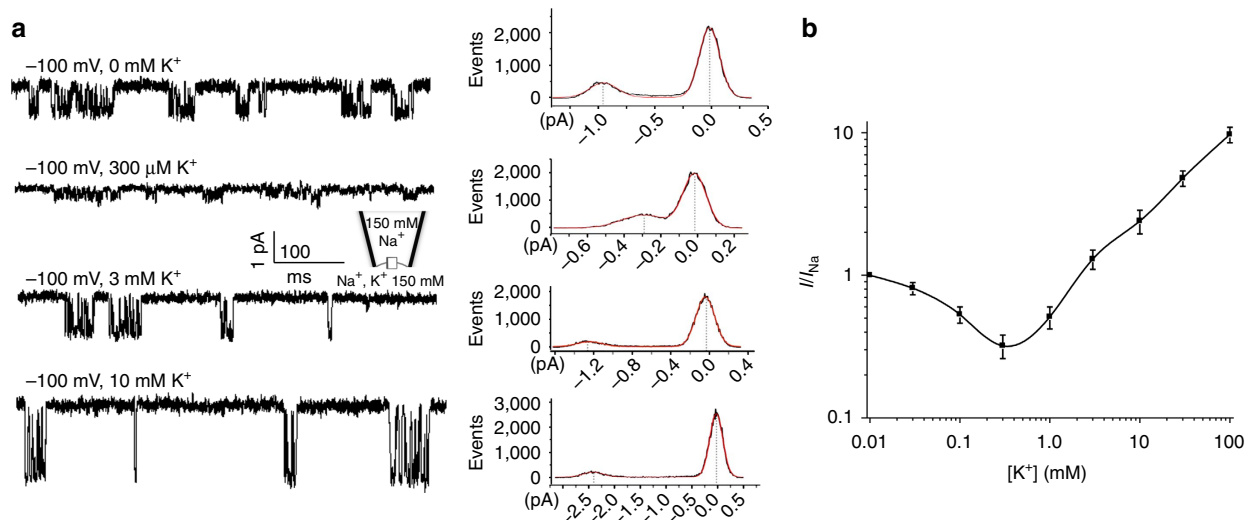 a
−100 mV, 0 mM K⁺
−100 mV, 300 μM K⁺
1 pA
100
ms
150 mM
Na⁺
Na⁺, K⁺ 150 mM
−100 mV, 3 mM K⁺
−100 mV, 10 mM K⁺
Events
2,000
1,000
0
(pA)
−1.0
−0.5
0.0
0.5
Events
2,000
1,000
0
−0.6
−0.4
−0.2
0.0
0.2
Events
2,000
1,000
0
−1.2
−0.8
−0.4
0.0
0.4
Events
3,000
2,000
1,000
0
(pA)
−2.5
−2.0
−1.5
−1.0
−0.5
0.0
0.5
b
I/I_Na
10
1
0.1
0.01
0.1
1.0
10
100
[K⁺] (mM)